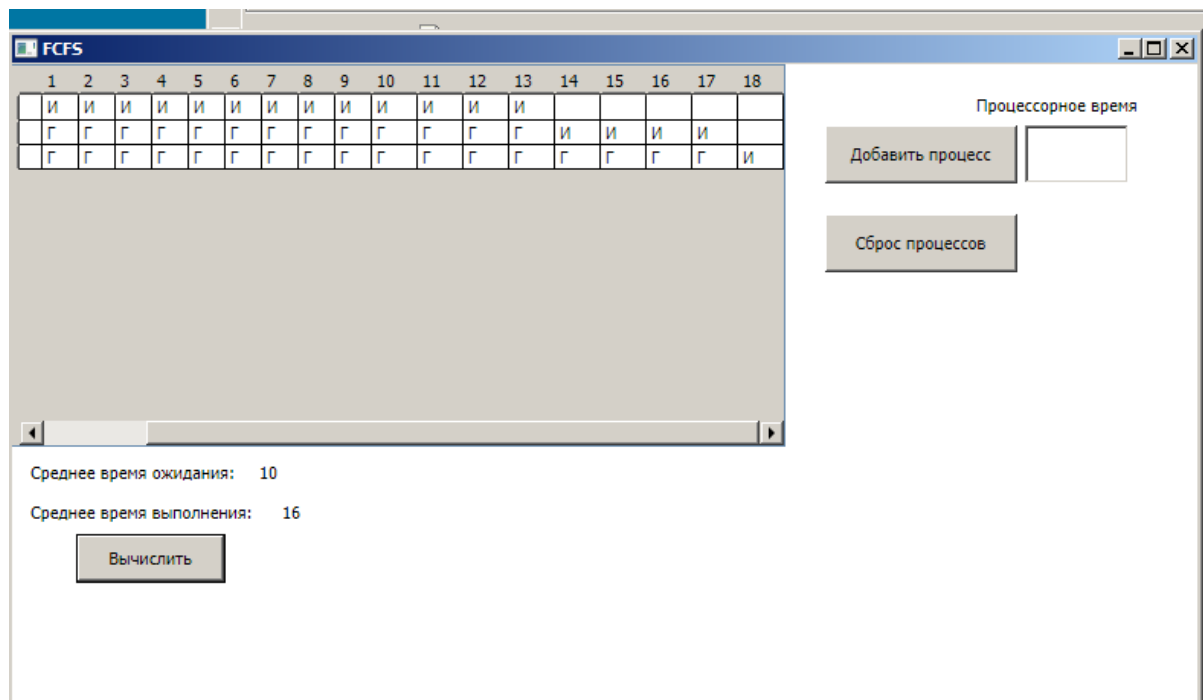 FCFS
1 2 3 4 5 6 7 8 9 10 11 12 13 14 15 16 17 18
И И И И И И И И И И И И И
Г Г Г Г Г Г Г Г Г Г Г Г Г И И И И
Г Г Г Г Г Г Г Г Г Г Г Г Г Г Г Г Г И
Процессорное время
Добавить процесс
Сброс процессов
Среднее время ожидания: 10
Среднее время выполнения: 16
Вычислить